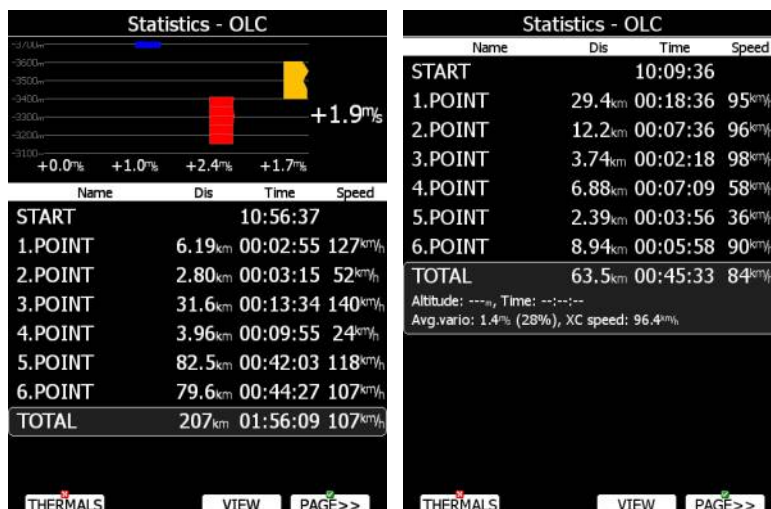 Statistics - OLC
-3700m
-3600m
-3500m
-3400m
-3300m
-3200m
-3100m
+1.9m/s
+0.0m/s +1.0m/s +2.4m/s +1.7m/s
Name Dis Time Speed
START 10:56:37
1.POINT 6.19km 00:02:55 127km/h
2.POINT 2.80km 00:03:15 52km/h
3.POINT 31.6km 00:13:34 140km/h
4.POINT 3.96km 00:09:55 24km/h
5.POINT 82.5km 00:42:03 118km/h
6.POINT 79.6km 00:44:27 107km/h
TOTAL 207km 01:56:09 107km/h
THERMALS VIEW PAGE>>
Statistics - OLC
Name Dis Time Speed
START 10:09:36
1.POINT 29.4km 00:18:36 95km/h
2.POINT 12.2km 00:07:36 96km/h
3.POINT 3.74km 00:02:18 98km/h
4.POINT 6.88km 00:07:09 58km/h
5.POINT 2.39km 00:03:56 36km/h
6.POINT 8.94km 00:05:58 90km/h
TOTAL 63.5km 00:45:33 84km/h
Altitude: ---m, Time: --:--:--
Avg.vario: 1.4m/s (28%), XC speed: 96.4km/h
THERMALS VIEW PAGE>>